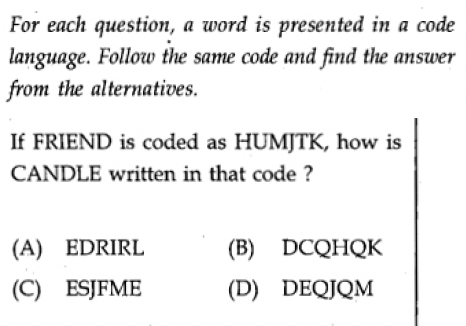 For each question, a word is presented in a code
language. Follow the same code and find the answer
from the alternatives.
If FRIEND is coded as HUMJTK, how is
CANDLE written in that code ?
(A) EDRIRL (B) DCQHQK
(C) ESJFME (D) DEQJQM